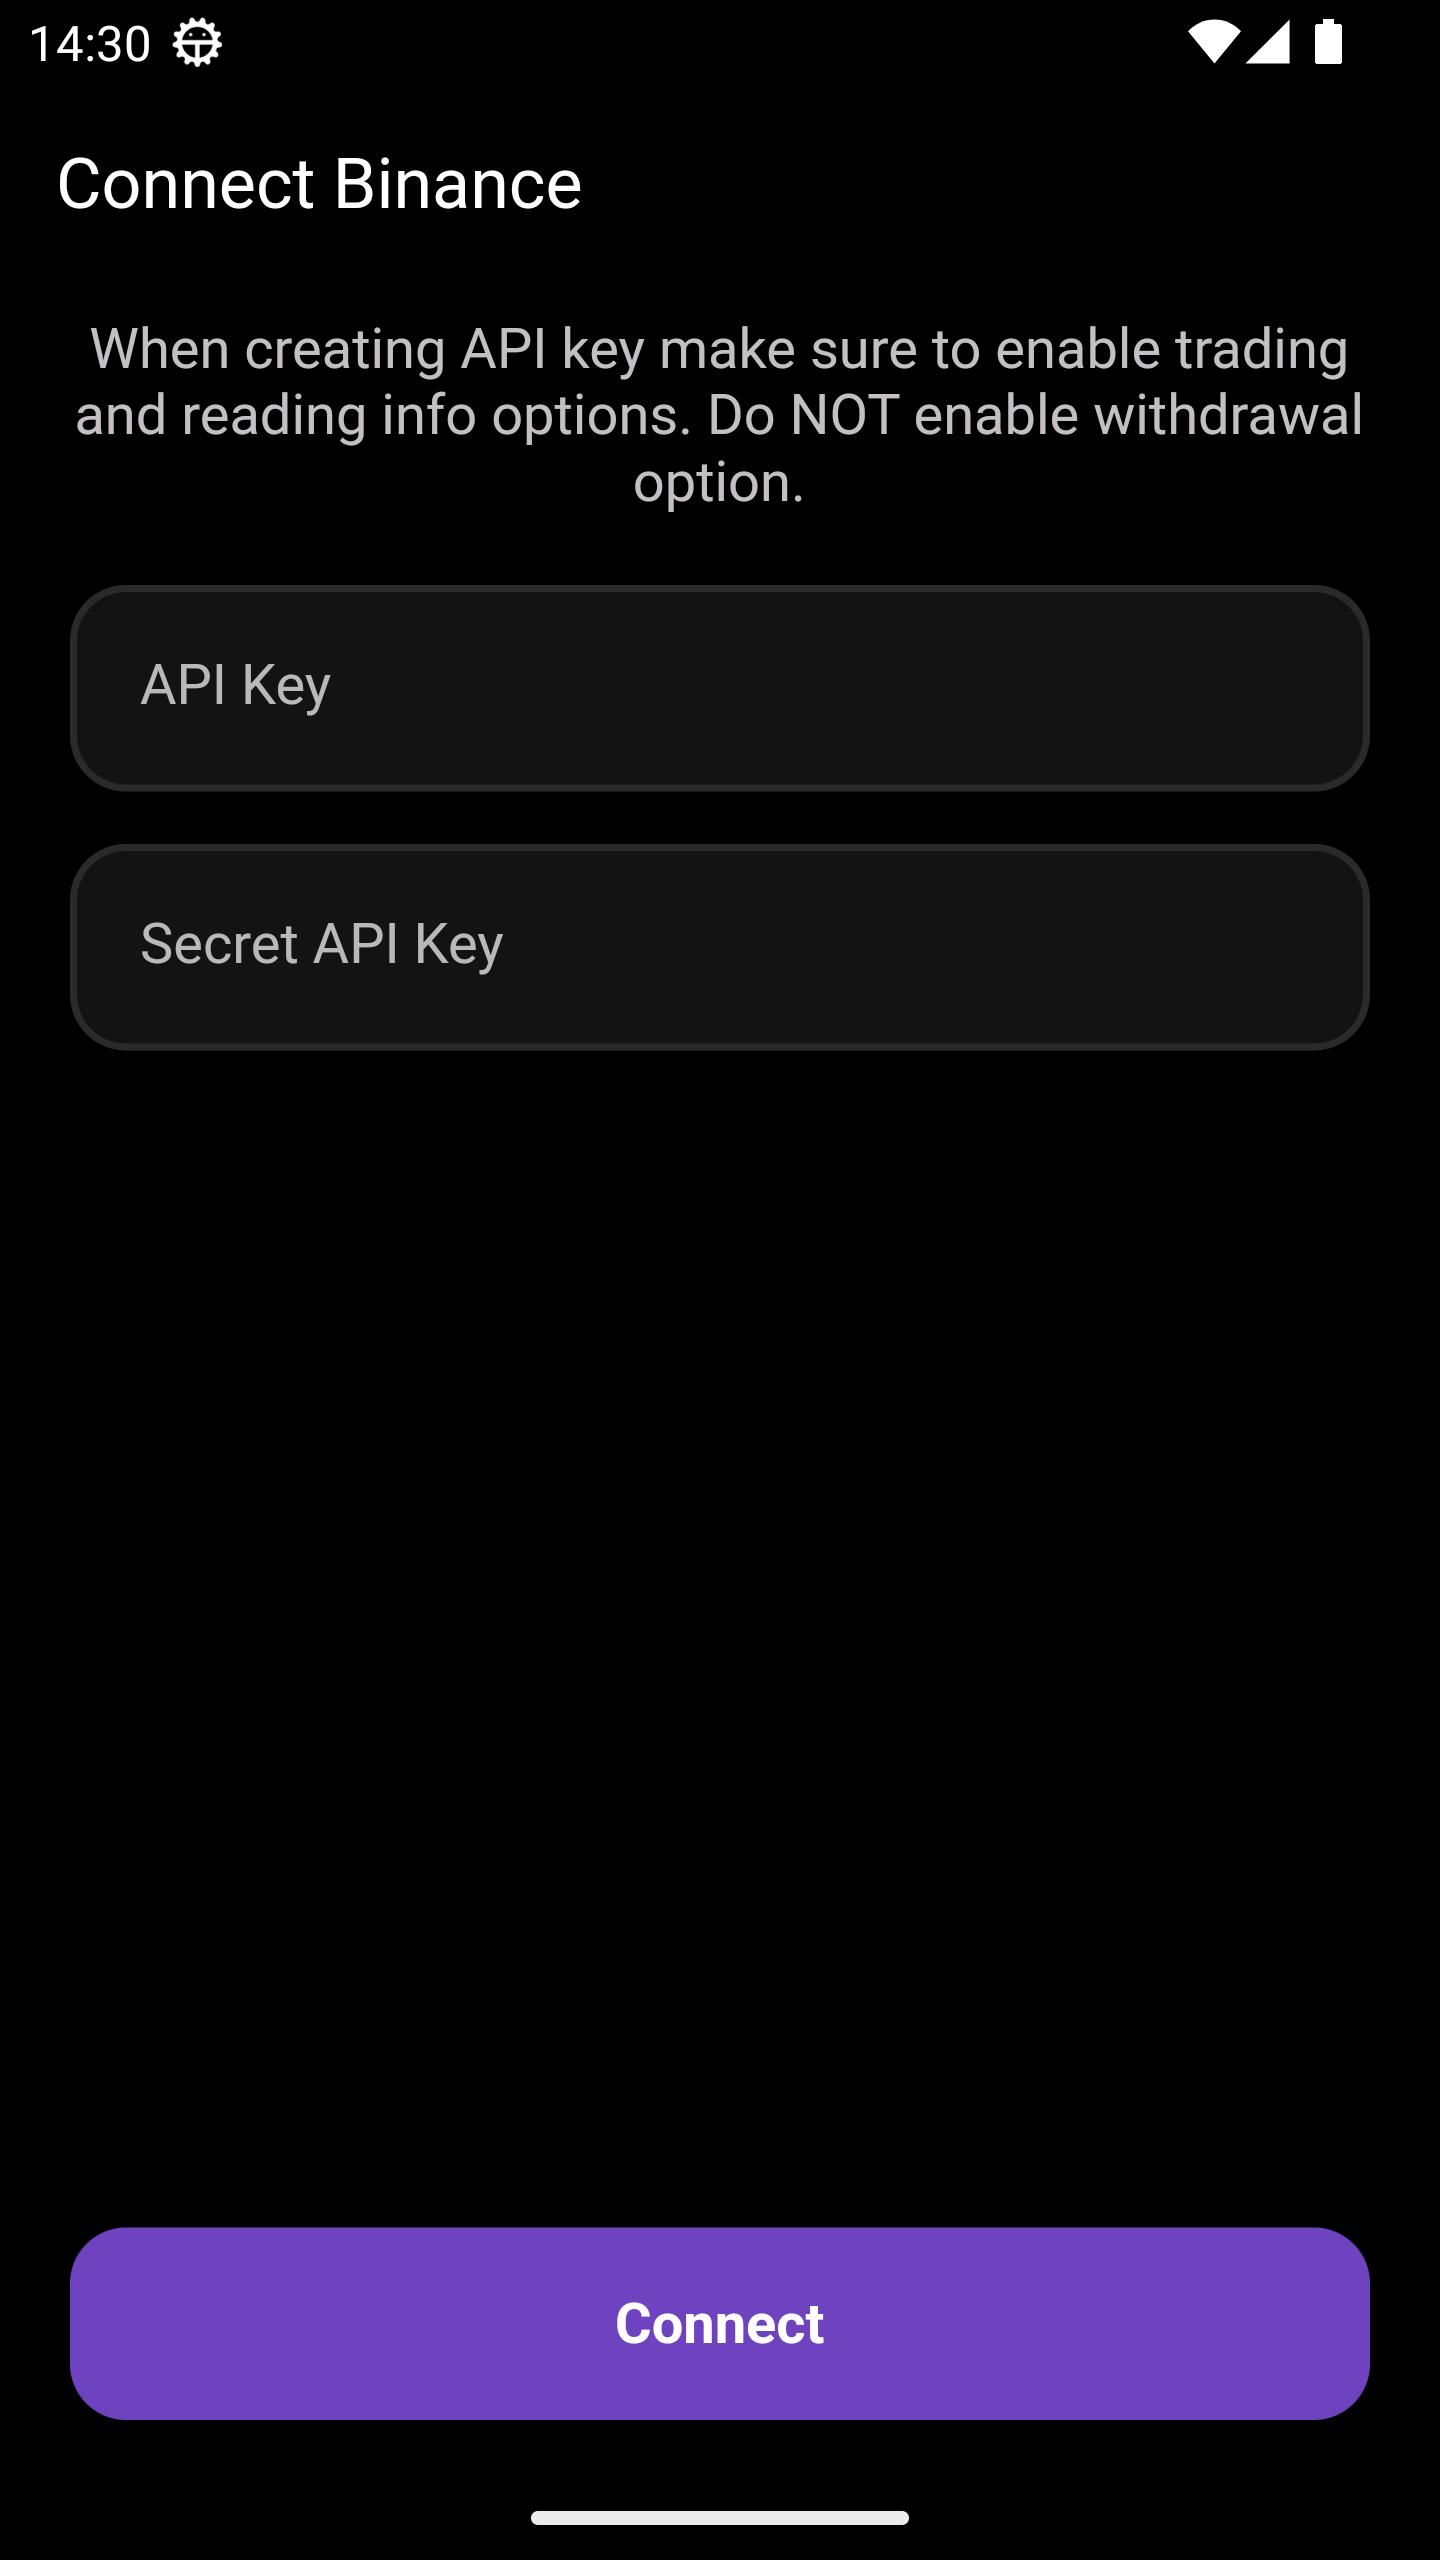 14:30
Connect Binance
When creating API key make sure to enable trading
and reading info options. Do NOT enable withdrawal
option.
API Key
Secret API Key
Connect